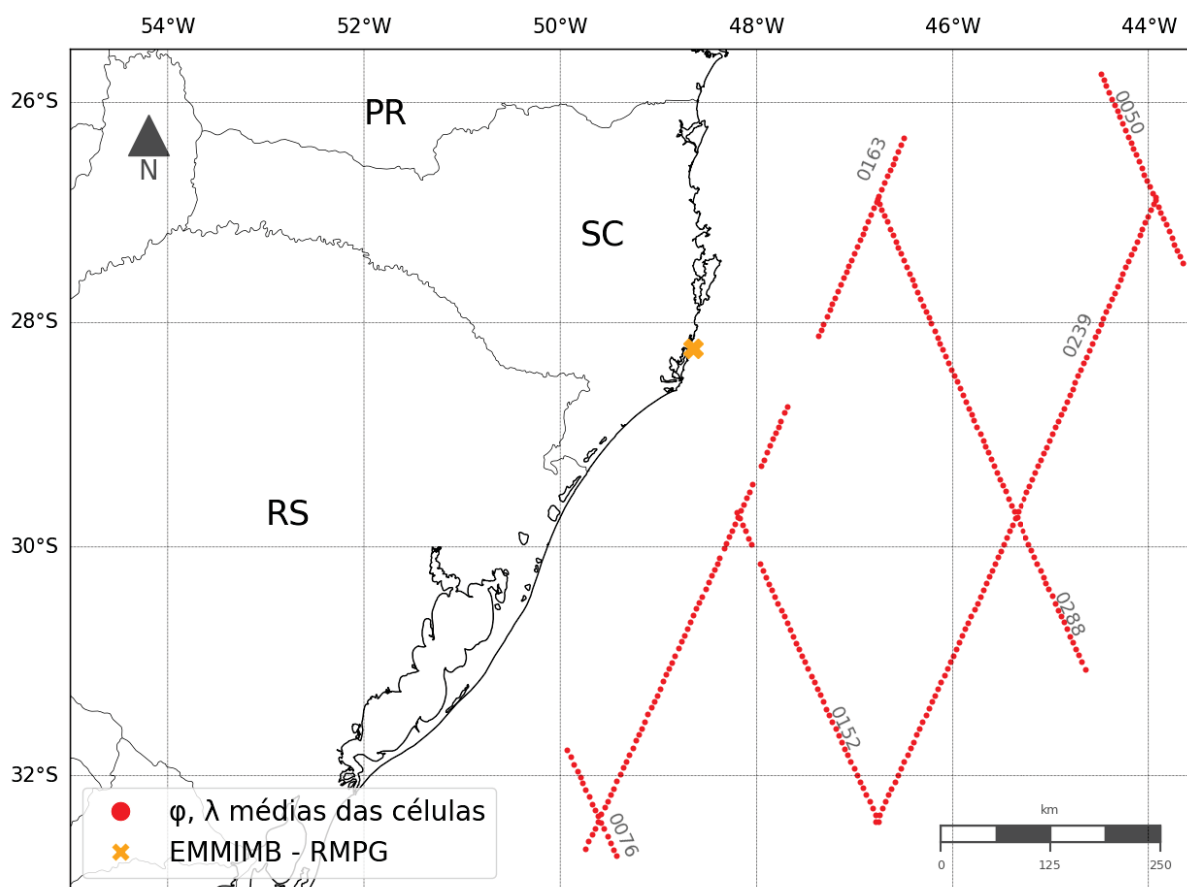 54°W 52°W 50°W 48°W 46°W 44°W
26°S
28°S
30°S
32°S
N
PR
SC
RS
0050
0163
0239
0288
0152
0076
φ, λ médias das células
EMMIMB - RMPG
km
0 125 250